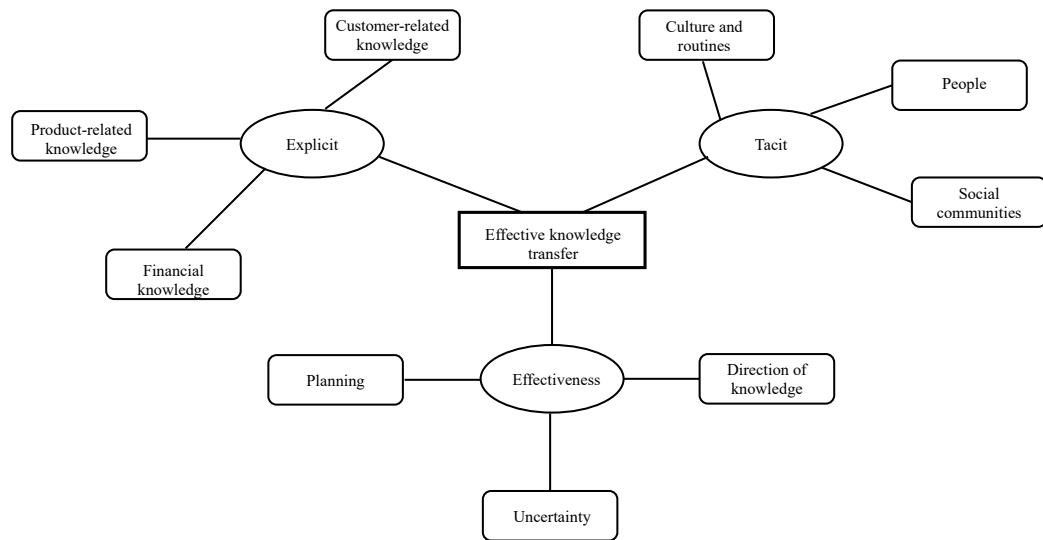 Customer-related
knowledge
Culture and
routines
People
Product-related
knowledge
Explicit
Tacit
Social
communities
Effective knowledge
transfer
Financial
knowledge
Planning
Effectiveness
Direction of
knowledge
Uncertainty